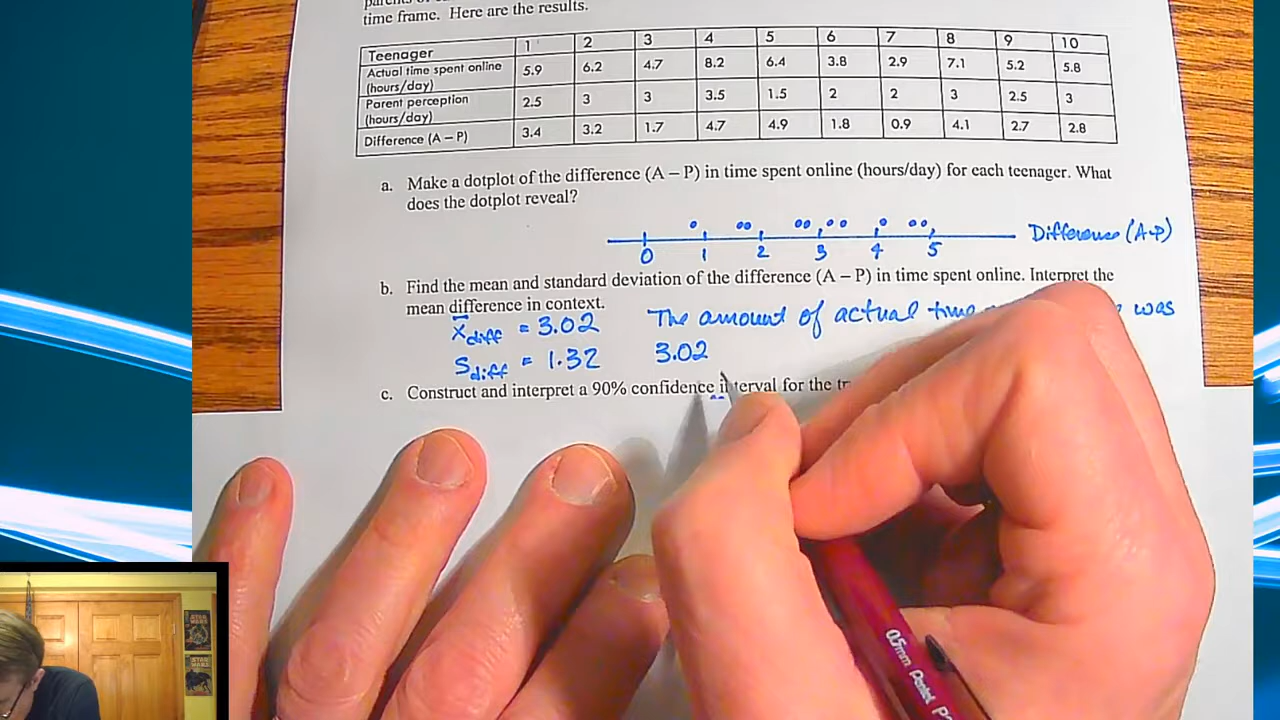 time frame. Here are the results.
Teenager 1 2 3 4 5 6 7 8 9 10
Actual time spent online (hours/day) 5.9 6.2 4.7 8.2 6.4 3.8 2.9 7.1 5.2 5.8
Parent perception (hours/day) 2.5 3 3 3.5 1.5 2 2 3 2.5 3
Difference (A – P) 3.4 3.2 1.7 4.7 4.9 1.8 0.9 4.1 2.7 2.8
a. Make a dotplot of the difference (A – P) in time spent online (hours/day) for each teenager. What
does the dotplot reveal?
0 1 2 3 4 5 Difference (A-P)
b. Find the mean and standard deviation of the difference (A – P) in time spent online. Interpret the
mean difference in context.
x̄diff = 3.02 The amount of actual time was
Sdiff = 1.32 3.02
c. Construct and interpret a 90% confidence interval for the
0.5mm Pentel
STAR WARS
STAR WARS